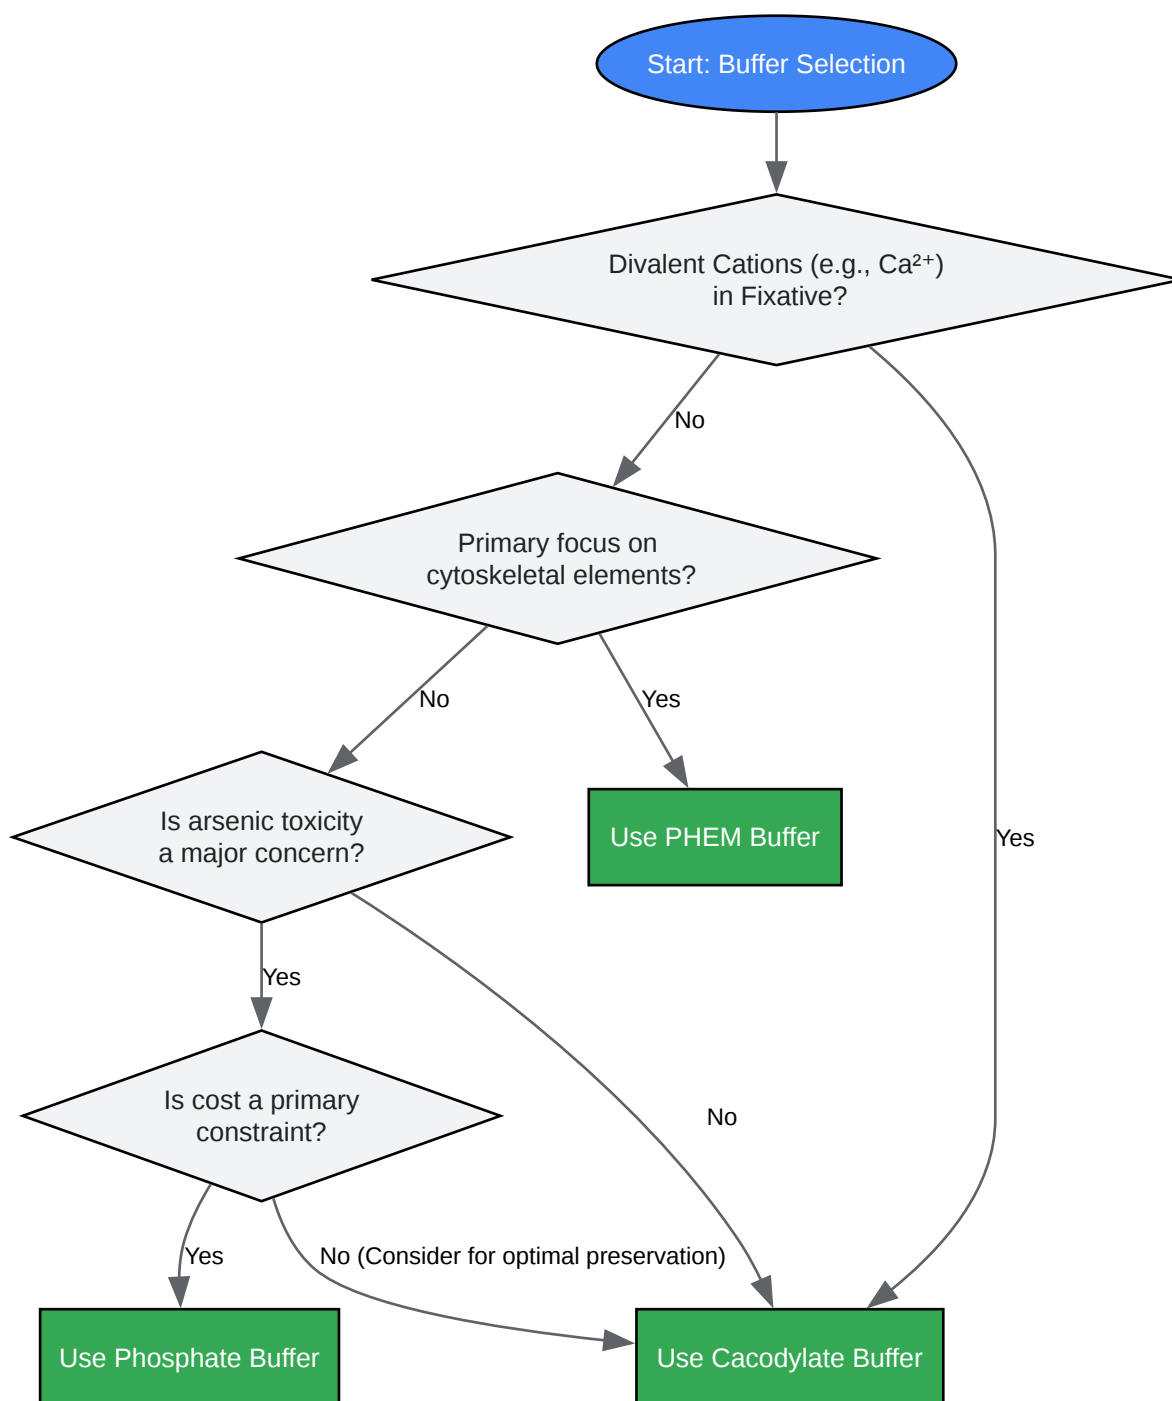 Start: Buffer Selection
Divalent Cations (e.g., Ca²⁺)
in Fixative?
No
Primary focus on
cytoskeletal elements?
No
Yes
Is arsenic toxicity
a major concern?
Use PHEM Buffer
Yes
Yes
Is cost a primary
constraint?
No
Yes
No (Consider for optimal preservation)
Use Phosphate Buffer
Use Cacodylate Buffer